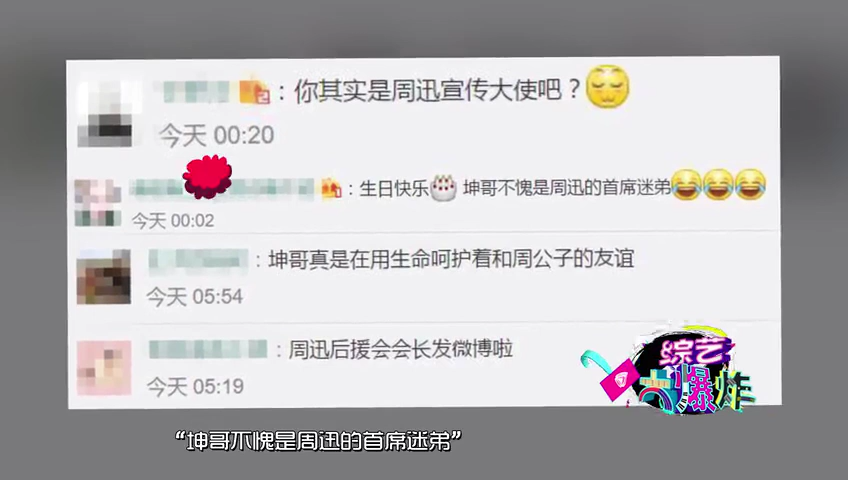 ：你其实是周迅宣传大使吧？
今天 00:20
：生日快乐 坤哥不愧是周迅的首席迷弟
今天 00:02
：坤哥真是在用生命呵护着和周公子的友谊
今天 05:54
：周迅后援会会长发微博啦
今天 05:19
综艺
大爆炸
“坤哥不愧是周迅的首席迷弟”